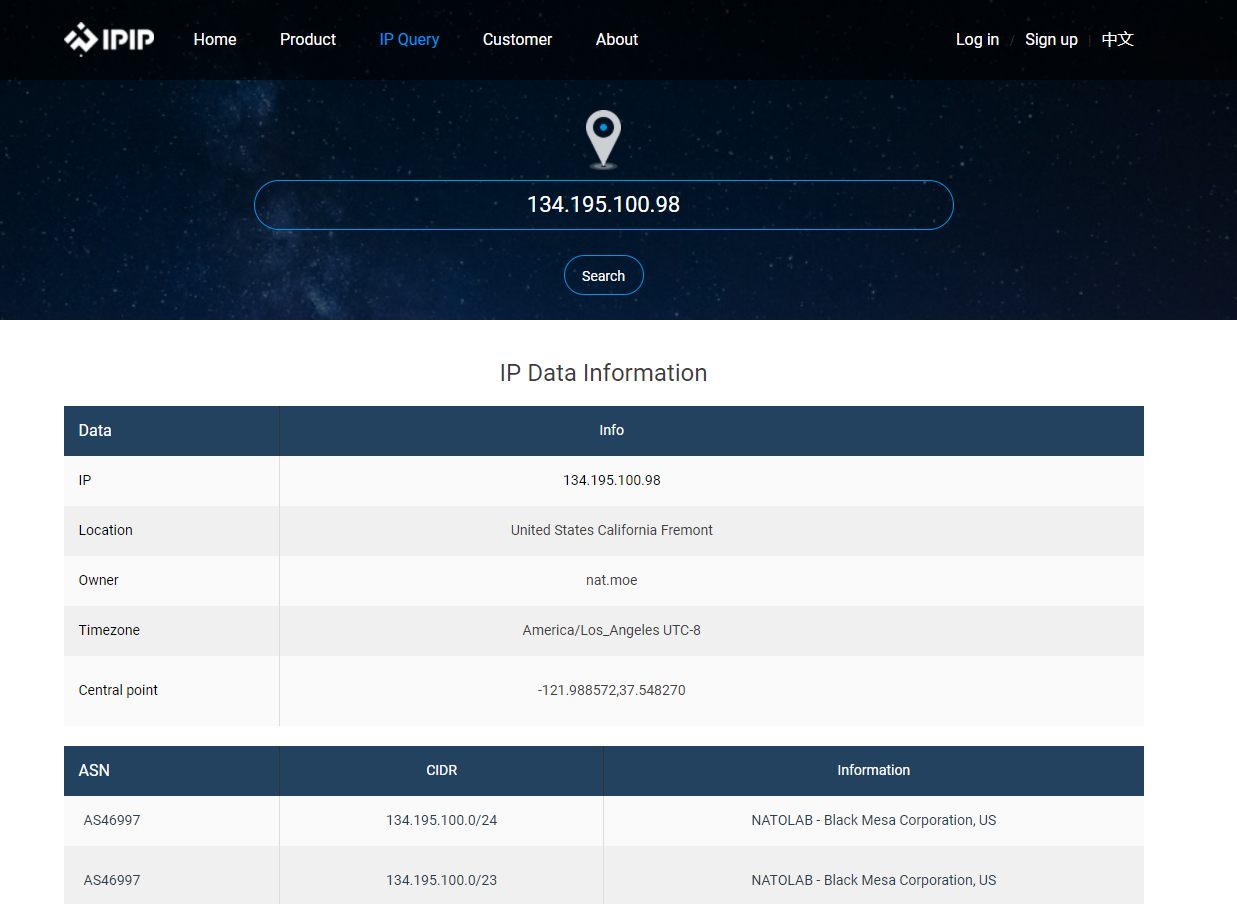 IPIP Home Product IP Query Customer About Log in / Sign up | 中文
134.195.100.98
Search
IP Data Information
Data Info
IP 134.195.100.98
Location United States California Fremont
Owner nat.moe
Timezone America/Los_Angeles UTC-8
Central point -121.988572,37.548270
ASN CIDR Information
AS46997 134.195.100.0/24 NATOLAB - Black Mesa Corporation, US
AS46997 134.195.100.0/23 NATOLAB - Black Mesa Corporation, US